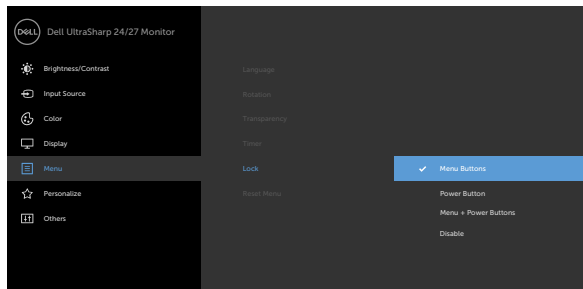 DELL
Dell UltraSharp 24/27 Monitor
Brightness/Contrast
Input Source
Color
Display
Menu
Personalize
Others
Language
Rotation
Transparency
Timer
Lock
Reset Menu
Menu Buttons
Power Button
Menu + Power Buttons
Disable